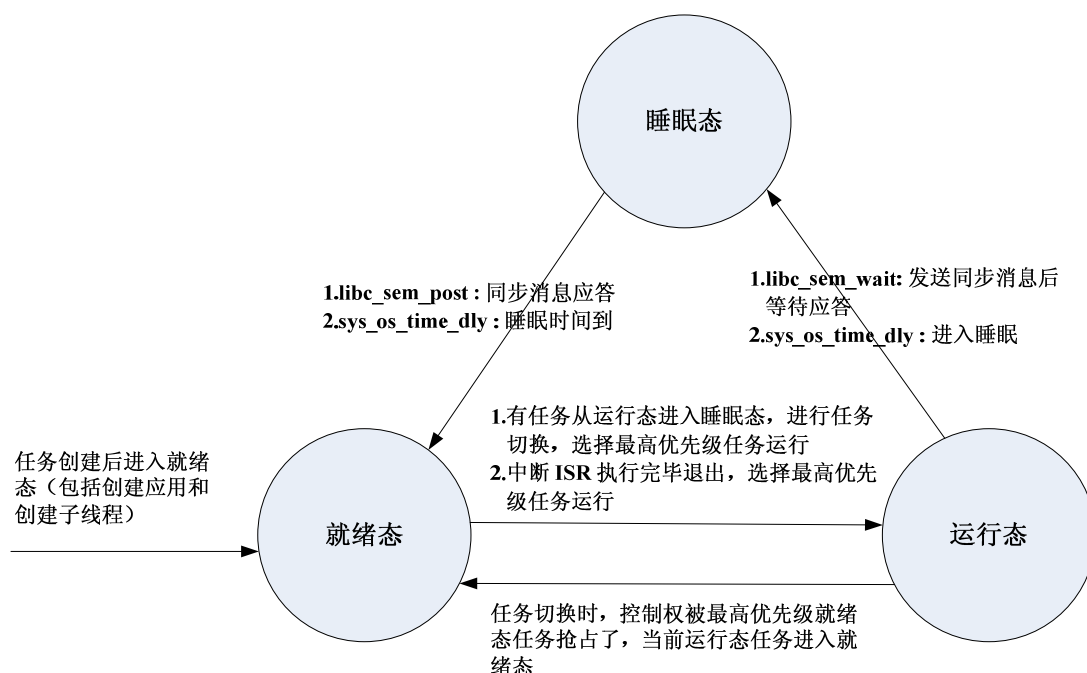 睡眠态
1.libc_sem_post : 同步消息应答
2.sys_os_time_dly : 睡眠时间到
1.libc_sem_wait: 发送同步消息后
等待应答
2.sys_os_time_dly : 进入睡眠
1.有任务从运行态进入睡眠态，进行任务
切换，选择最高优先级任务运行
2.中断 ISR 执行完毕退出，选择最高优先
级任务运行
任务创建后进入就绪
态（包括创建应用和
创建子线程）
就绪态
运行态
任务切换时，控制权被最高优先级就绪
态任务抢占了，当前运行态任务进入就
绪态